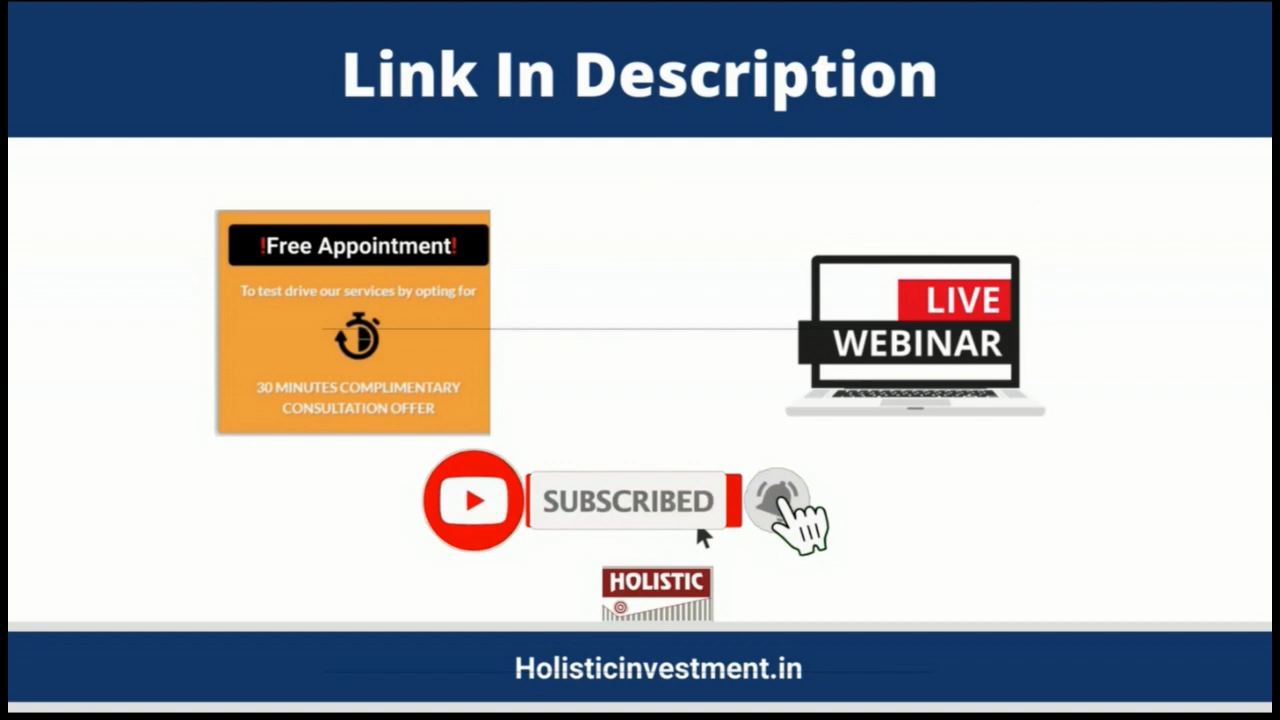 Link In Description
!Free Appointment!
To test drive our services by opting for
30 MINUTES COMPLIMENTARY
CONSULTATION OFFER
LIVE
WEBINAR
SUBSCRIBED
HOLISTIC
Holisticinvestment.in